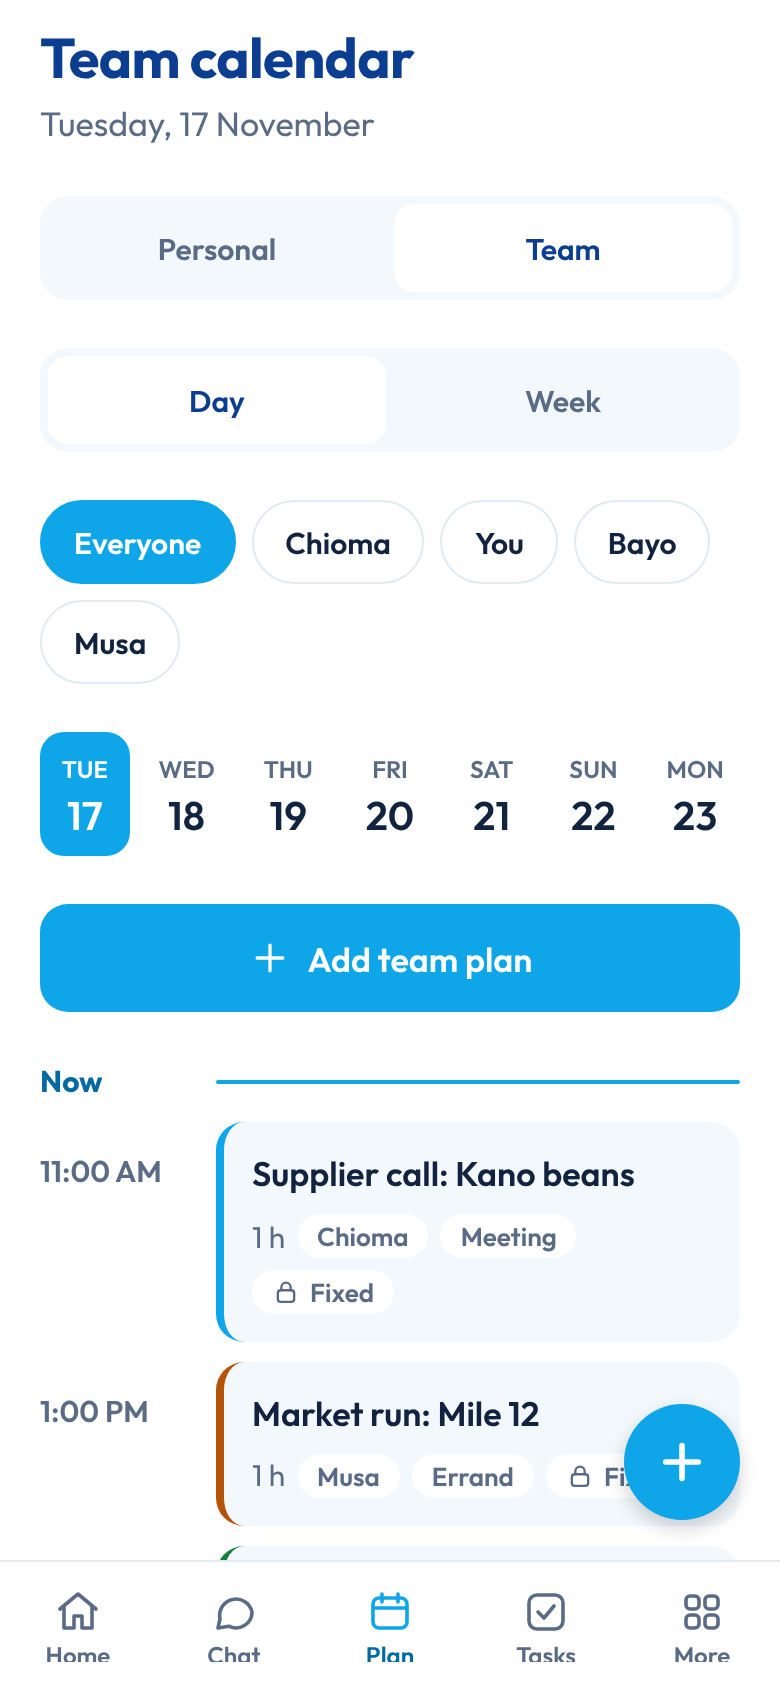 Team calendar
Tuesday, 17 November
Personal Team
Day Week
Everyone Chioma You Bayo
Musa
TUE WED THU FRI SAT SUN MON
17 18 19 20 21 22 23
Add team plan
Now
11:00 AM Supplier call: Kano beans
1 h Chioma Meeting
Fixed
1:00 PM Market run: Mile 12
1 h Musa Errand
Home Chat Plan Tasks More